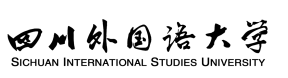 四川外国语大学
SICHUAN INTERNATIONAL STUDIES UNIVERSITY